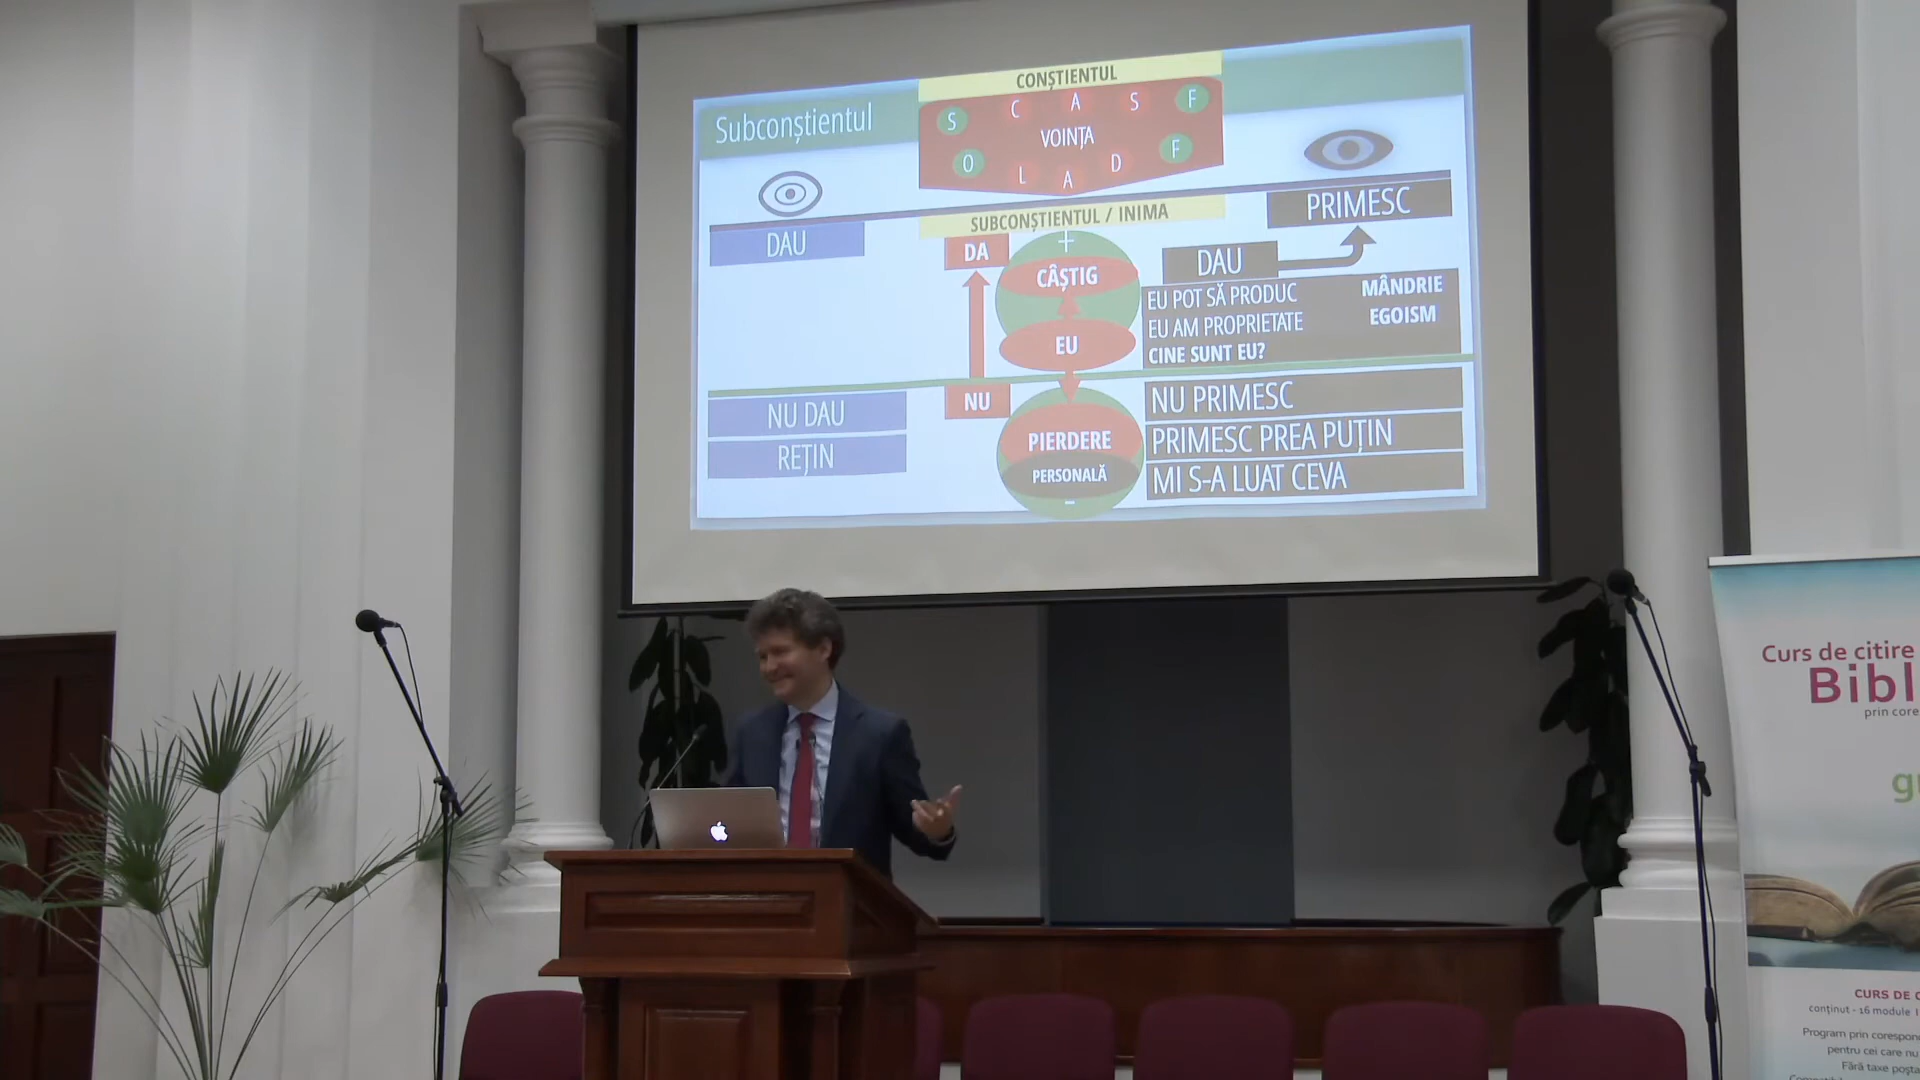 CONȘTIENTUL
Subconștientul
S C A S F
VOINȚA
O L A D F
PRIMESC
SUBCONȘTIENTUL / INIMA
DAU
DA
+
CÂȘTIG
DAU
EU POT SĂ PRODUC
MÂNDRIE
EU AM PROPRIETATE
EGOISM
EU
CINE SUNT EU?
NU DAU
NU
NU PRIMESC
REȚIN
PIERDERE
PRIMESC PREA PUȚIN
PERSONALĂ
MI S-A LUAT CEVA
-
Curs de citire
Bibl
prin core
g
CURS DE C
conținut - 16 module
Program prin corespon
pentru cei care nu
Fără taxe poșta